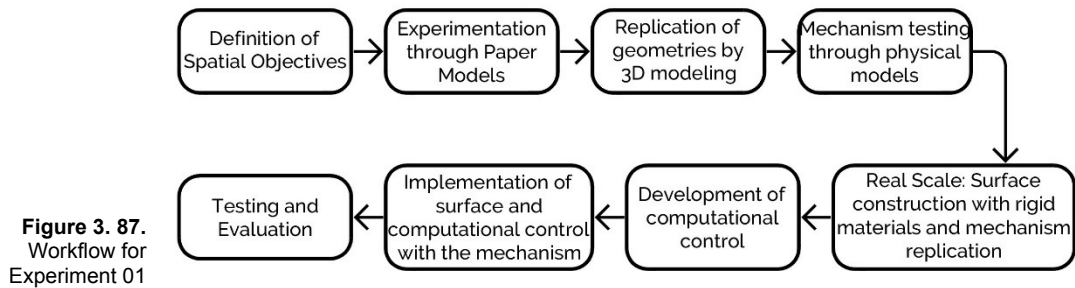 Definition of
Spatial Objectives
Experimentation
through Paper
Models
Replication of
geometries by
3D modeling
Mechanism testing
through physical
models
Real Scale: Surface
construction with rigid
materials and mechanism
replication
Development of
computational
control
Implementation of
surface and
computational control
with the mechanism
Testing and
Evaluation
Figure 3. 87.
Workflow for
Experiment 01